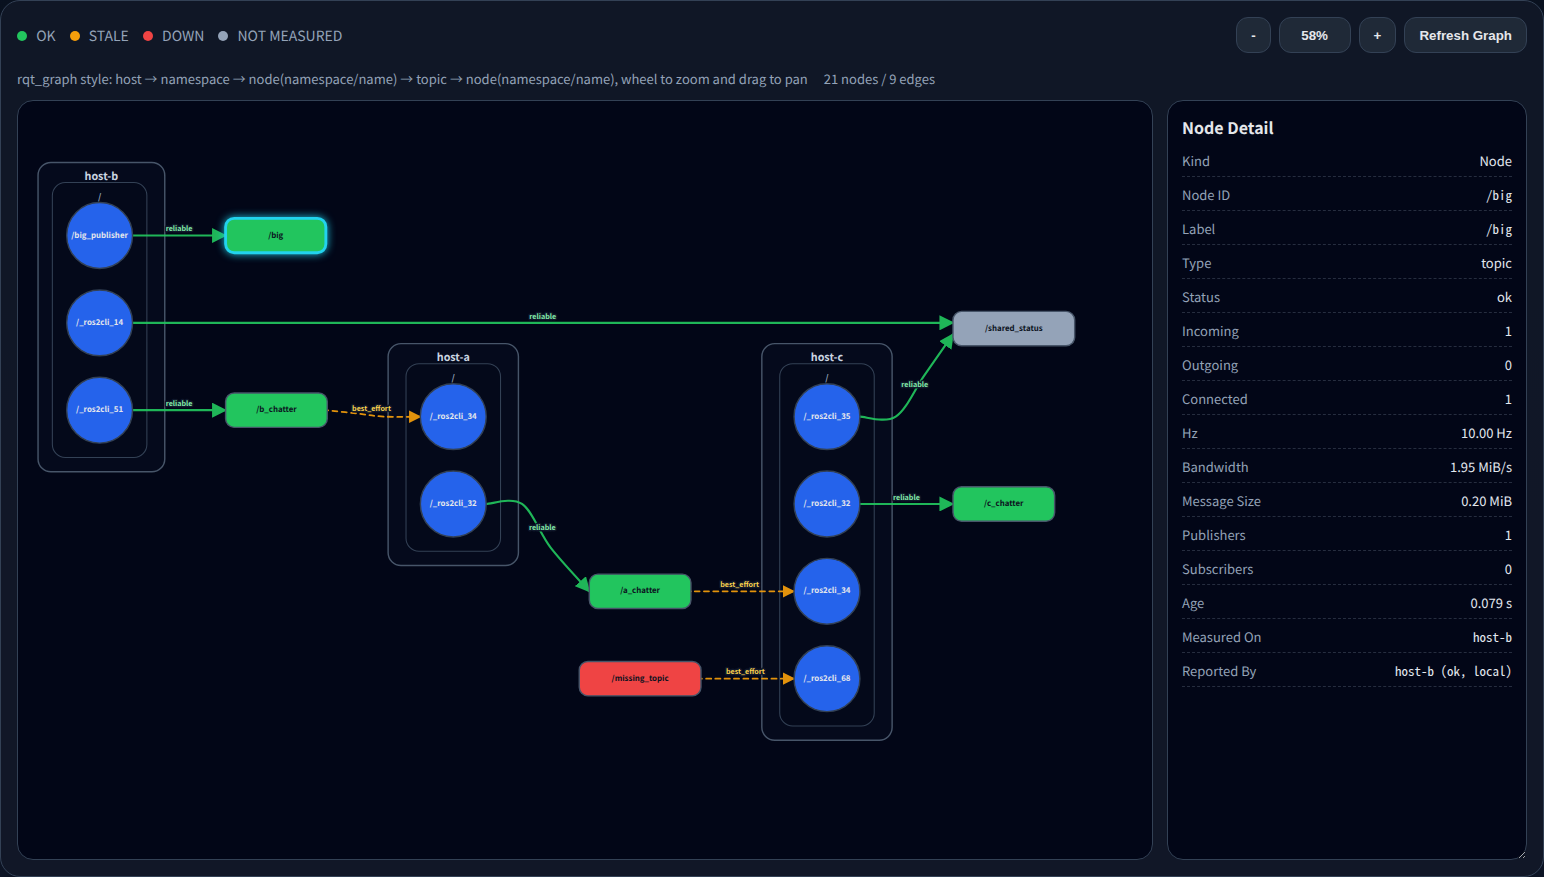 OK STALE DOWN NOT MEASURED
- 58% + Refresh Graph
rqt_graph style: host → namespace → node(namespace/name) → topic → node(namespace/name), wheel to zoom and drag to pan 21 nodes / 9 edges
host-b
/
/big_publisher
reliable
/big
/_ros2cli_14
reliable
/shared_status
/_ros2cli_51
reliable
/b_chatter
best_effort
host-a
/
/_ros2cli_34
/_ros2cli_32
reliable
/a_chatter
best_effort
/missing_topic
best_effort
host-c
/
/_ros2cli_35
reliable
/_ros2cli_32
reliable
/c_chatter
/_ros2cli_34
/_ros2cli_68
Node Detail
Kind Node
Node ID /big
Label /big
Type topic
Status ok
Incoming 1
Outgoing 0
Connected 1
Hz 10.00 Hz
Bandwidth 1.95 MiB/s
Message Size 0.20 MiB
Publishers 1
Subscribers 0
Age 0.079 s
Measured On host-b
Reported By host-b (ok, local)